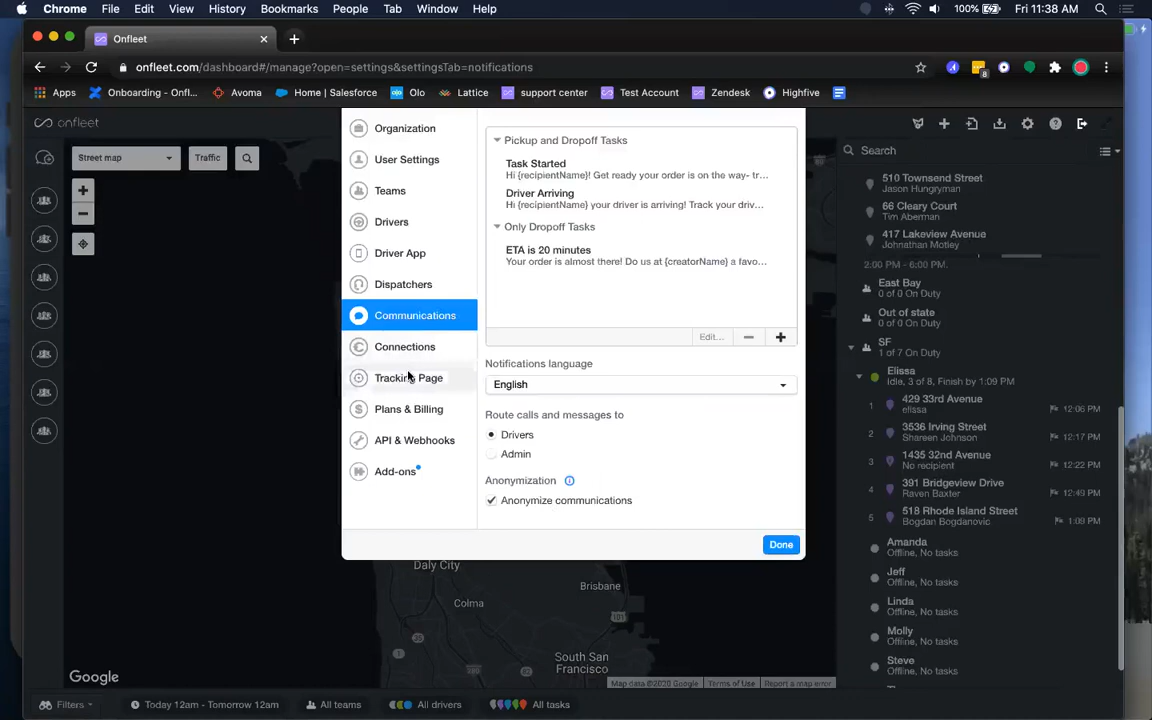 Chrome File Edit View History Bookmarks People Tab Window Help 100% Fri 11:38 AM
Onfleet
onfleet.com/dashboard#/manage?open=settings&settingsTab=notifications
8
Apps Onboarding - Onfl... Avoma Home | Salesforce Olo Lattice support center Test Account Zendesk Highfive
onfleet
Street map Traffic
Search
Organization
User Settings
Teams
Drivers
Driver App
Dispatchers
Communications
Connections
Tracking Page
Plans & Billing
API & Webhooks
Add-ons
Pickup and Dropoff Tasks
Task Started
Hi {recipientName}! Get ready your order is on the way- tr...
Driver Arriving
Hi {recipientName} your driver is arriving! Track your driv...
Only Dropoff Tasks
ETA is 20 minutes
Your order is almost there! Do us at {creatorName} a favo...
Edit...
Notifications language
English
Route calls and messages to
Drivers
Admin
Anonymization
Anonymize communications
Done
510 Townsend Street
Jason Hungryman
66 Cleary Court
Tim Aberman
417 Lakeview Avenue
Johnathan Motley
2:00 PM - 6:00 PM.
East Bay
0 of 0 On Duty
Out of state
0 of 0 On Duty
SF
1 of 7 On Duty
Elissa
Idle, 3 of 8, Finish by 1:09 PM
1 429 33rd Avenue 12:06 PM
elissa
2 3536 Irving Street 12:17 PM
Shareen Johnson
3 1435 32nd Avenue 12:22 PM
No recipient
4 391 Bridgeview Drive 12:49 PM
Raven Baxter
5 518 Rhode Island Street 1:09 PM
Bogdan Bogdanovic
Amanda
Offline, No tasks
Jeff
Offline, No tasks
Linda
Offline, No tasks
Molly
Offline, No tasks
Steve
Offline, No tasks
Daly City
Brisbane
Colma
101
35
82
South San
Francisco
Google
Map data ©2020 Google Terms of Use Report a map error
Filters Today 12am - Tomorrow 12am All teams All drivers All tasks